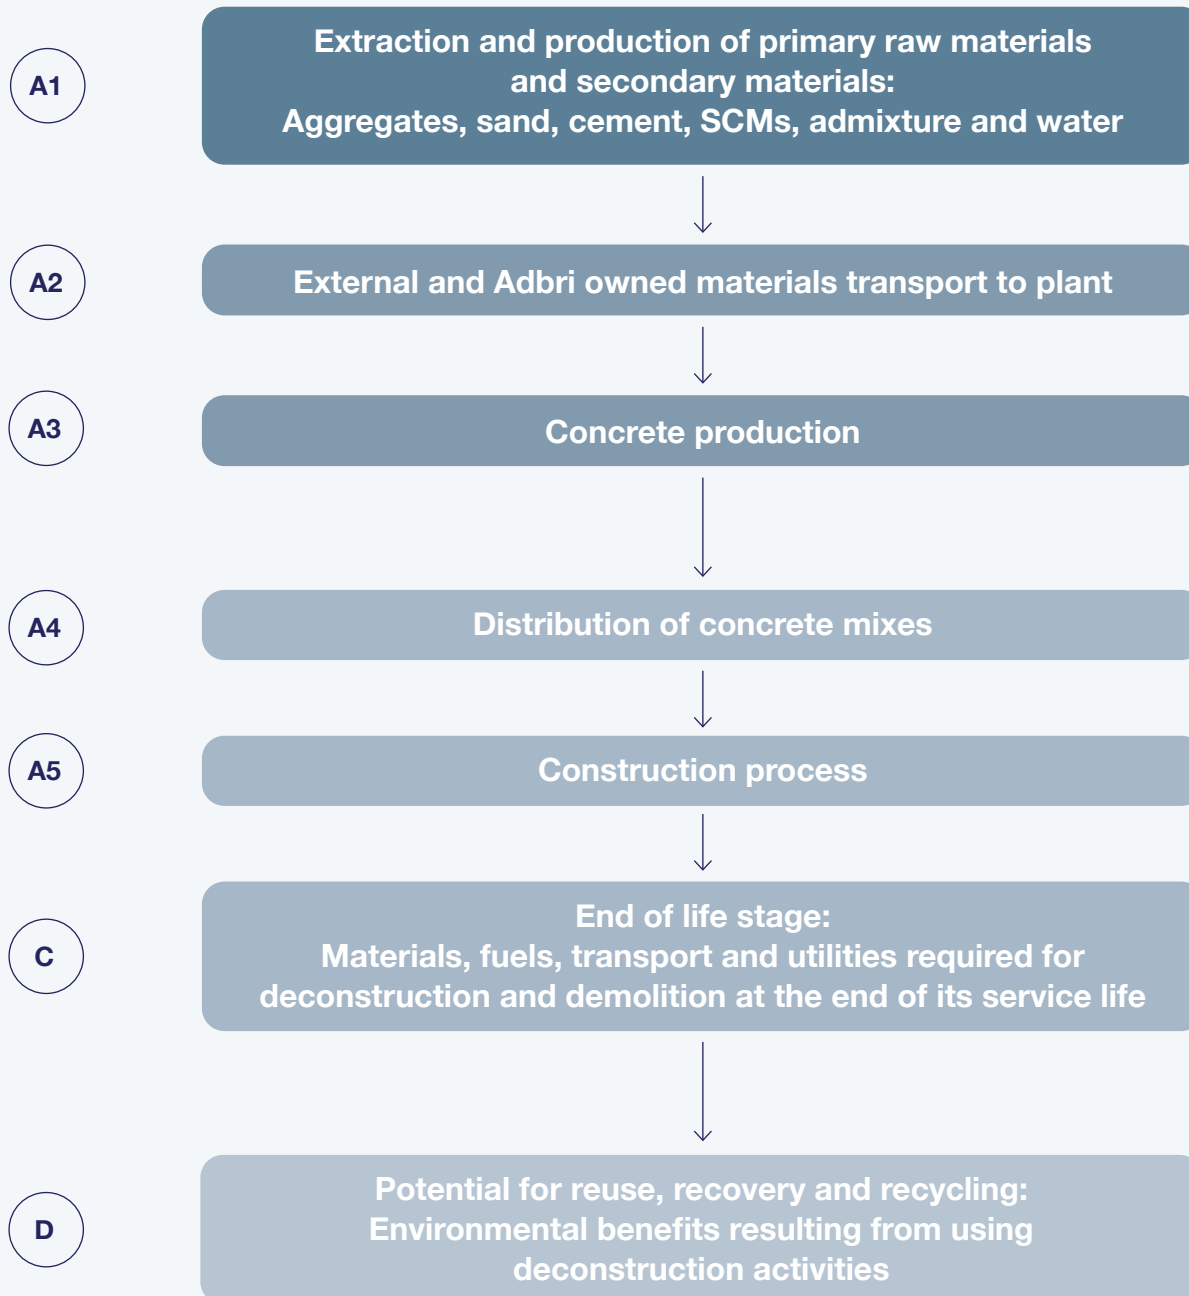 A1
Extraction and production of primary raw materials
and secondary materials:
Aggregates, sand, cement, SCMs, admixture and water
A2
External and Adbri owned materials transport to plant
A3
Concrete production
A4
Distribution of concrete mixes
A5
Construction process
C
End of life stage:
Materials, fuels, transport and utilities required for
deconstruction and demolition at the end of its service life
D
Potential for reuse, recovery and recycling:
Environmental benefits resulting from using
deconstruction activities